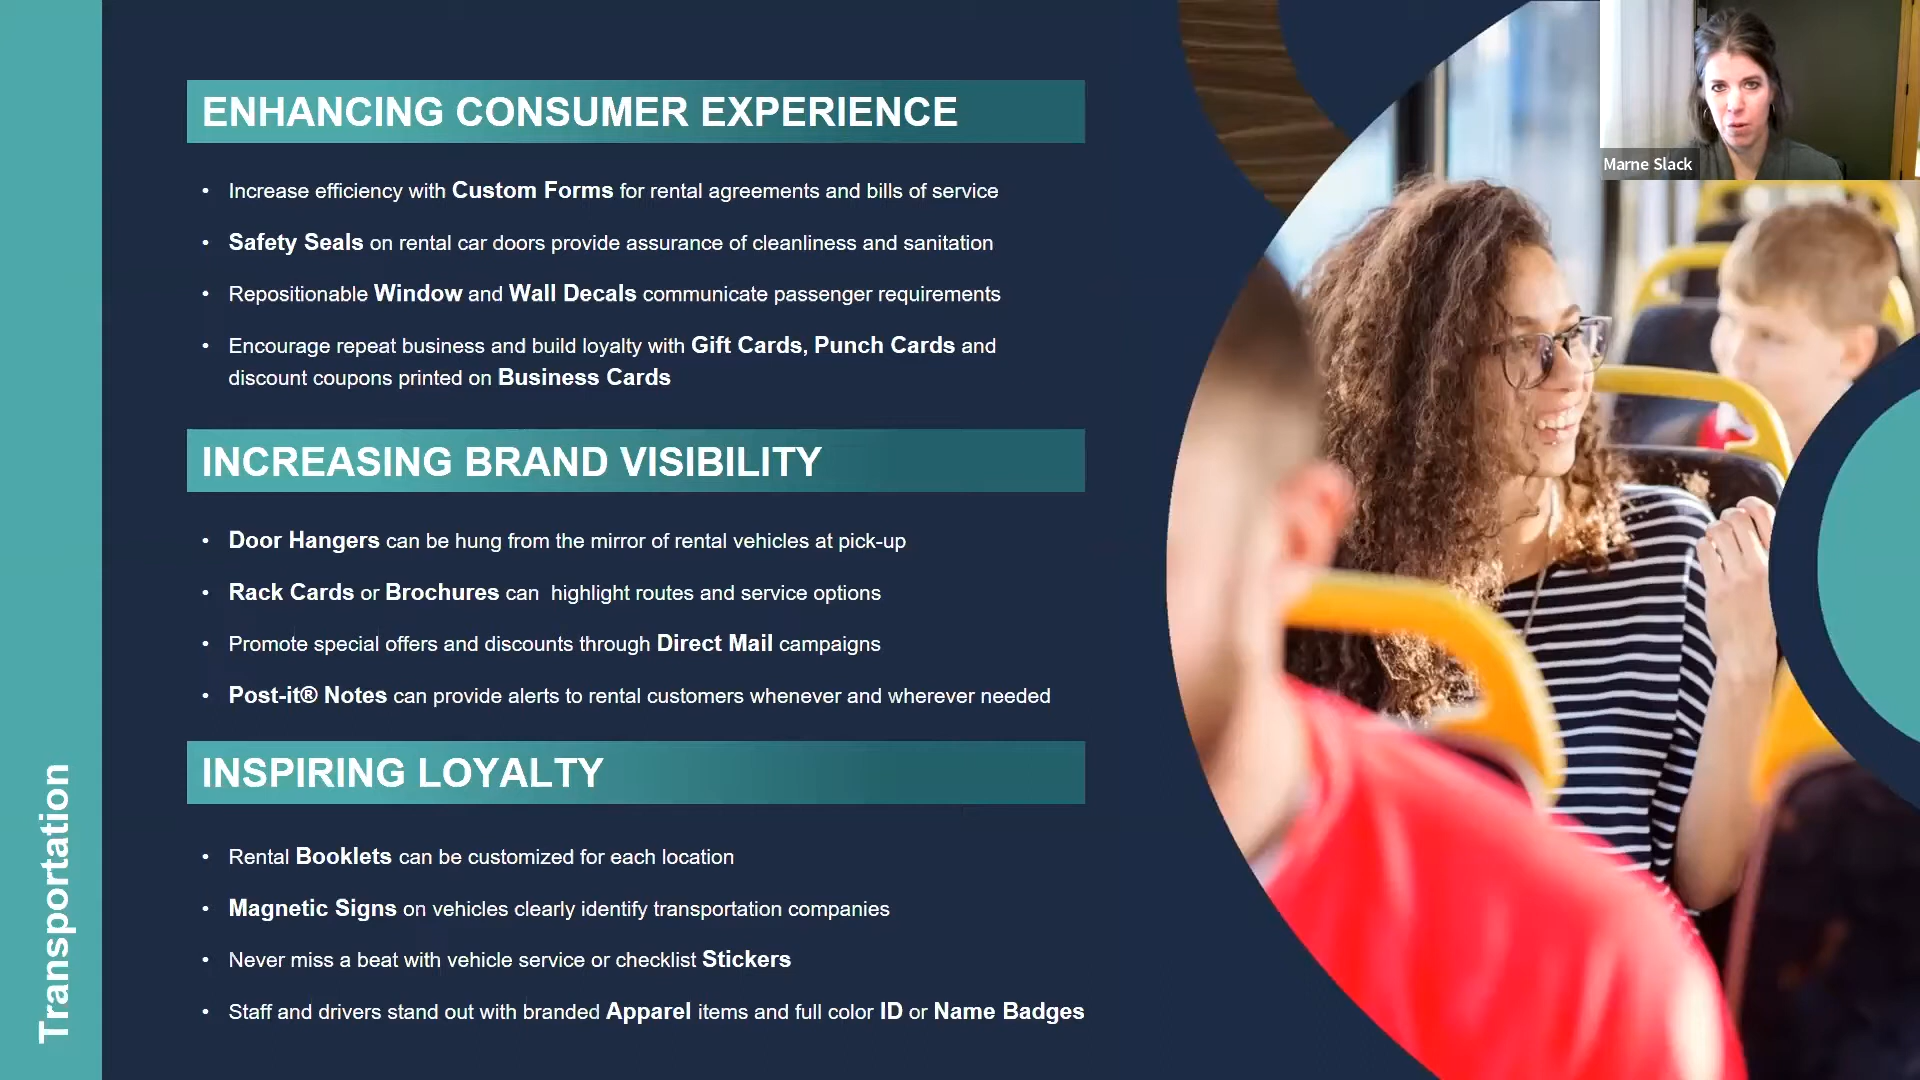 ENHANCING CONSUMER EXPERIENCE
• Increase efficiency with Custom Forms for rental agreements and bills of service
• Safety Seals on rental car doors provide assurance of cleanliness and sanitation
• Repositionable Window and Wall Decals communicate passenger requirements
• Encourage repeat business and build loyalty with Gift Cards, Punch Cards and
discount coupons printed on Business Cards
INCREASING BRAND VISIBILITY
• Door Hangers can be hung from the mirror of rental vehicles at pick-up
• Rack Cards or Brochures can  highlight routes and service options
• Promote special offers and discounts through Direct Mail campaigns
• Post-it® Notes can provide alerts to rental customers whenever and wherever needed
INSPIRING LOYALTY
• Rental Booklets can be customized for each location
• Magnetic Signs on vehicles clearly identify transportation companies
• Never miss a beat with vehicle service or checklist Stickers
• Staff and drivers stand out with branded Apparel items and full color ID or Name Badges
Transportation
Marne Slack